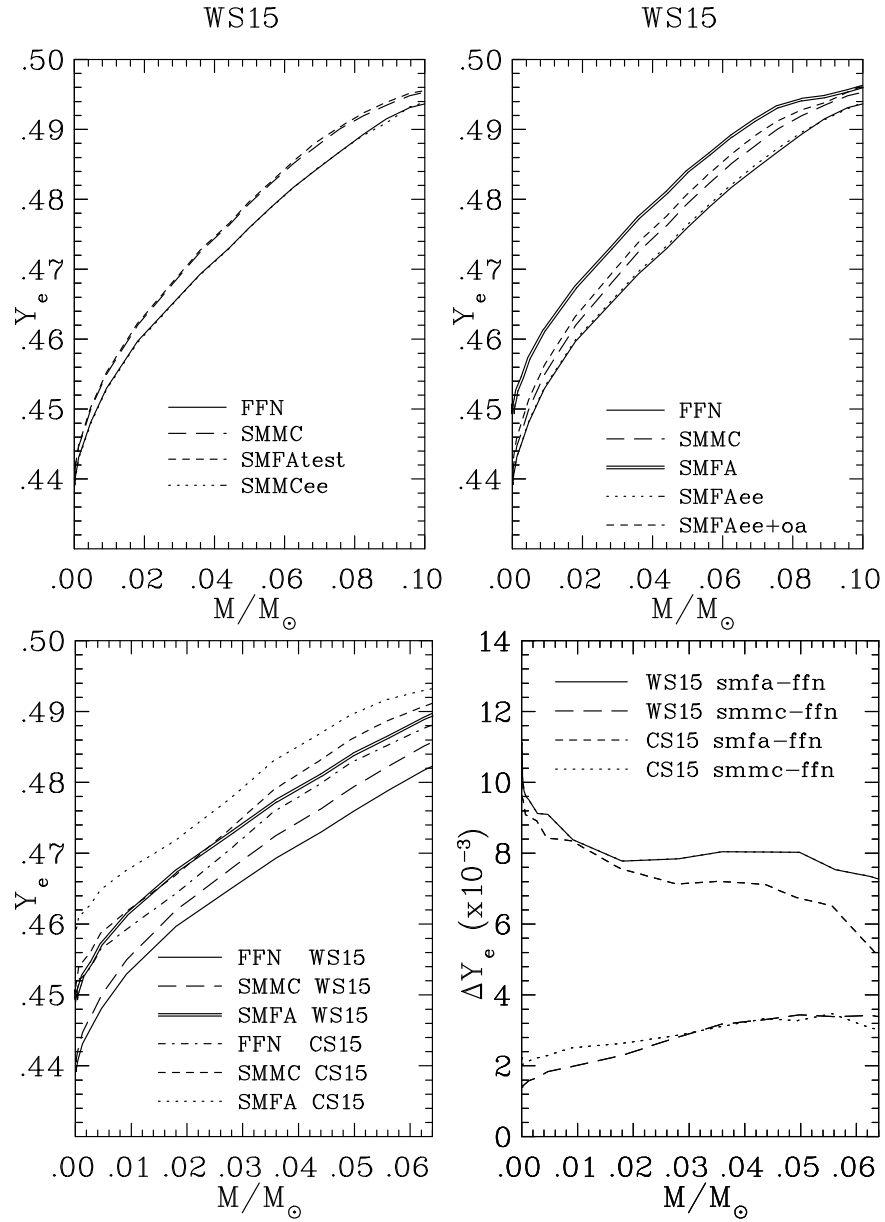 WS15
WS15
.50
.49
.48
.47
.46
.45
.44
Y e
FFN
SMMC
SMFAtest
SMMCee
.00 .02 .04 .06 .08 .10
M/M⊙
.50
.49
.48
.47
.46
.45
.44
Y e
FFN
SMMC
SMFA
SMFAee
SMFAee+oa
.00 .02 .04 .06 .08 .10
M/M⊙
.50
.49
.48
.47
.46
.45
.44
Y e
FFN WS15
SMMC WS15
SMFA WS15
FFN CS15
SMMC CS15
SMFA CS15
.00 .01 .02 .03 .04 .05 .06
M/M⊙
14
12
10
8
6
4
2
0
ΔY e (x10⁻³)
WS15 smfa-ffn
WS15 smmc-ffn
CS15 smfa-ffn
CS15 smmc-ffn
.00 .01 .02 .03 .04 .05 .06
M/M⊙